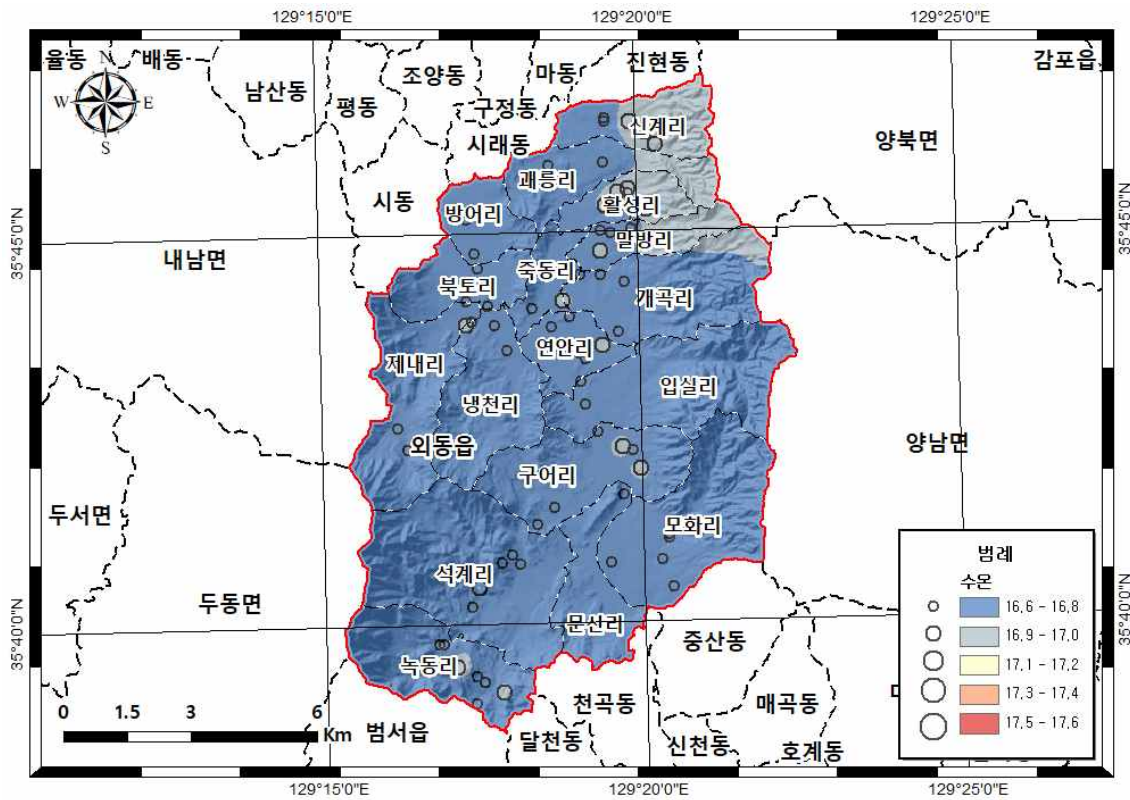 129°15'0"E
129°20'0"E
129°25'0"E
율동
배동
남산동
평동
조양동
구정동
마동
진현동
감포읍
N
W
E
S
시래동
시동
신계리
양북면
괘릉리
방어리
활성리
35°45'0"N
35°45'0"N
내남면
말방리
북토리
죽동리
개곡리
제내리
연안리
입실리
냉천리
외동읍
양남면
구어리
두서면
모화리
석계리
두동면
문산리
35°40'0"N
35°40'0"N
녹동리
중산동
매곡동
천곡동
범서읍
달천동
신천동
호계동
0 1.5 3 6
Km
범례
수온
16.6 - 16.8
16.9 - 17.0
17.1 - 17.2
17.3 - 17.4
17.5 - 17.6
129°15'0"E
129°20'0"E
129°25'0"E